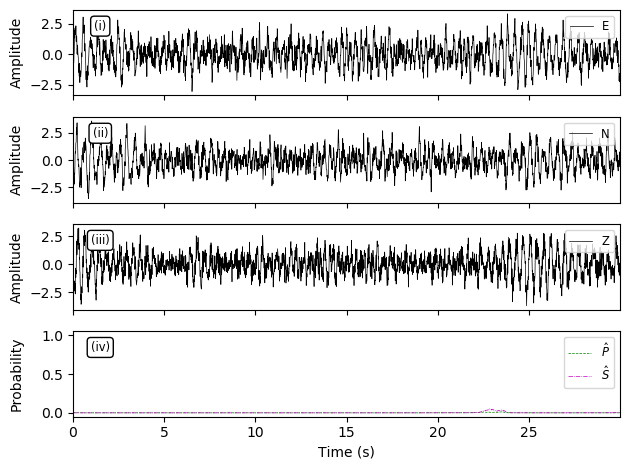 (i)
E
Amplitude
2.5
0.0
−2.5
(ii)
N
Amplitude
2.5
0.0
−2.5
(iii)
Z
Amplitude
2.5
0.0
−2.5
(iv)
P̂
Ŝ
Probability
1.0
0.5
0.0
0 5 10 15 20 25
Time (s)